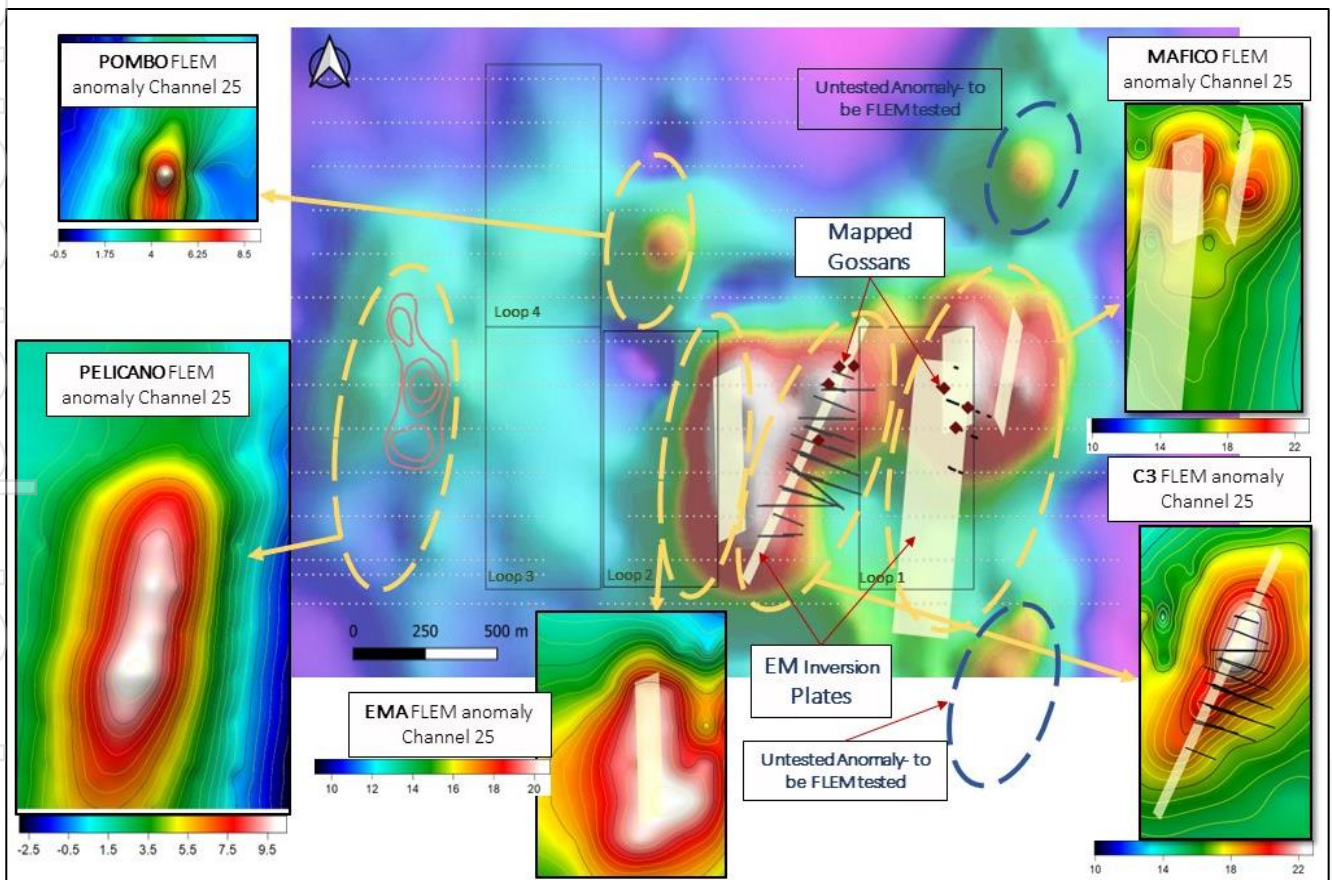 POMBO FLEM
anomaly Channel 25
-0.5 1.75 4 6.25 8.5
Untested Anomaly- to
be FLEM tested
MAFICO FLEM
anomaly Channel 25
10 14 18 22
Mapped
Gossans
Loop 4
PELICANO FLEM
anomaly Channel 25
-2.5 -0.5 1.5 3.5 5.5 7.5 9.5
Loop 3
Loop 2
Loop 1
0 250 500 m
C3 FLEM anomaly
Channel 25
10 14 18 22
EM Inversion
Plates
EMA FLEM anomaly
Channel 25
10 12 14 16 18 20
Untested Anomaly- to
be FLEM tested